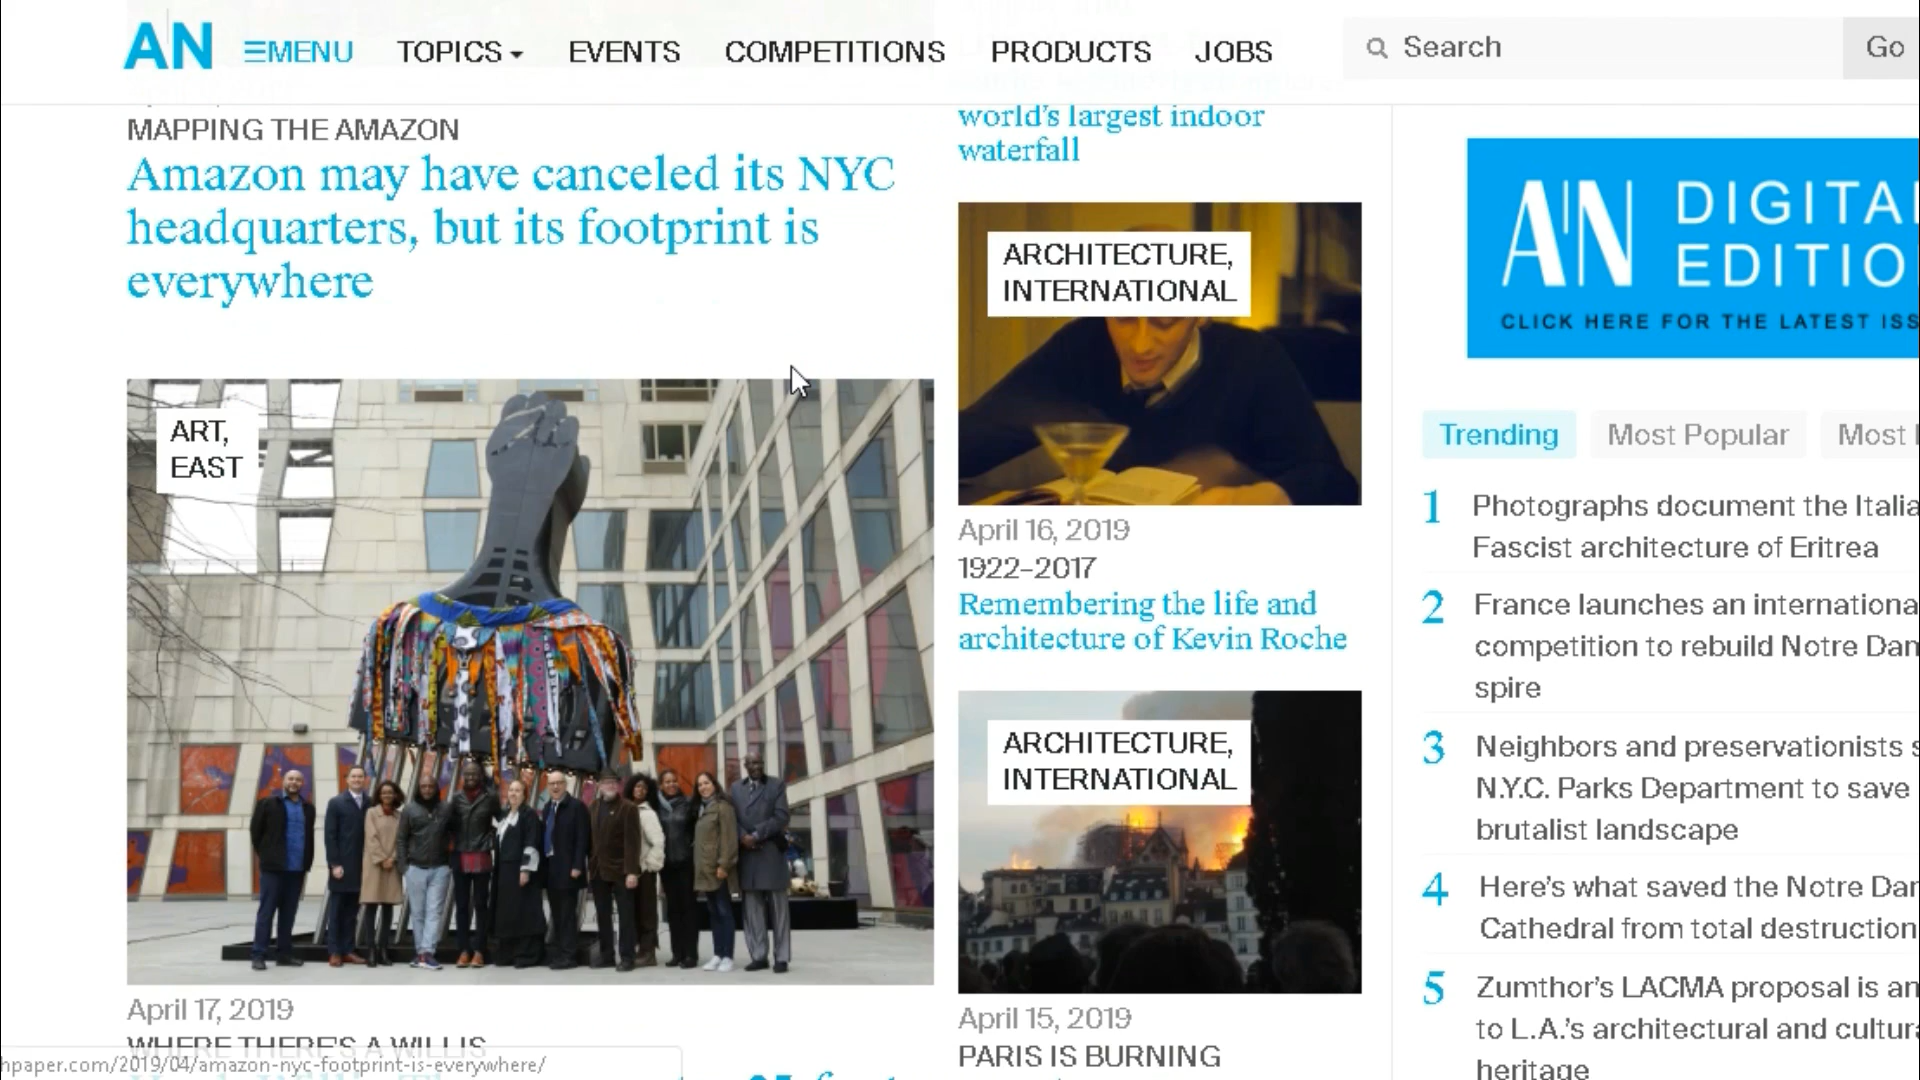 AN
MENU
TOPICS
EVENTS
COMPETITIONS
PRODUCTS
JOBS
Search
Go
MAPPING THE AMAZON
Amazon may have canceled its NYC
headquarters, but its footprint is
everywhere
ART,
EAST
April 17, 2019
WHERE THERE'S A WILLIS
hpaper.com/2019/04/amazon-nyc-footprint-is-everywhere/
world's largest indoor
waterfall
ARCHITECTURE,
INTERNATIONAL
April 16, 2019
1922–2017
Remembering the life and
architecture of Kevin Roche
ARCHITECTURE,
INTERNATIONAL
April 15, 2019
PARIS IS BURNING
AN DIGITA
EDITIO
CLICK HERE FOR THE LATEST ISS
Trending
Most Popular
Most
1 Photographs document the Italia
Fascist architecture of Eritrea
2 France launches an internationa
competition to rebuild Notre Dan
spire
3 Neighbors and preservationists s
N.Y.C. Parks Department to save
brutalist landscape
4 Here's what saved the Notre Dar
Cathedral from total destruction
5 Zumthor's LACMA proposal is an
to L.A.'s architectural and cultura
heritage